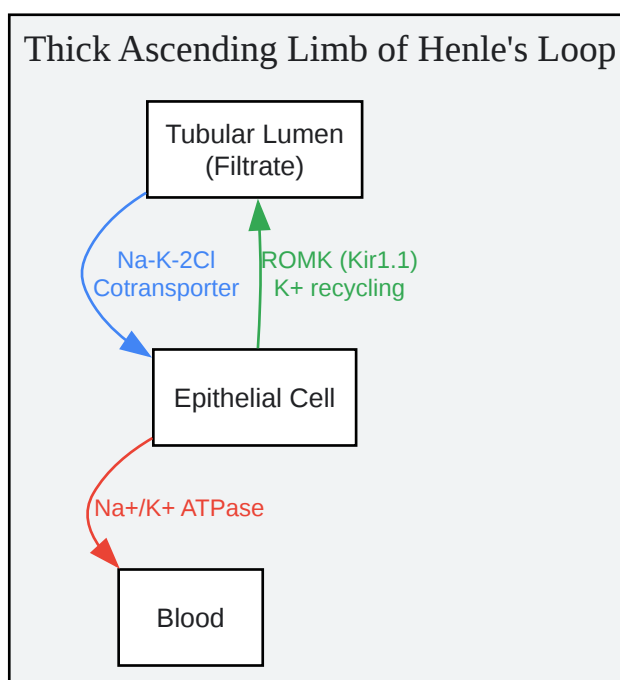 Thick Ascending Limb of Henle's Loop
Tubular Lumen
(Filtrate)
Na-K-2Cl
Cotransporter
ROMK (Kir1.1)
K+ recycling
Epithelial Cell
Na+/K+ ATPase
Blood